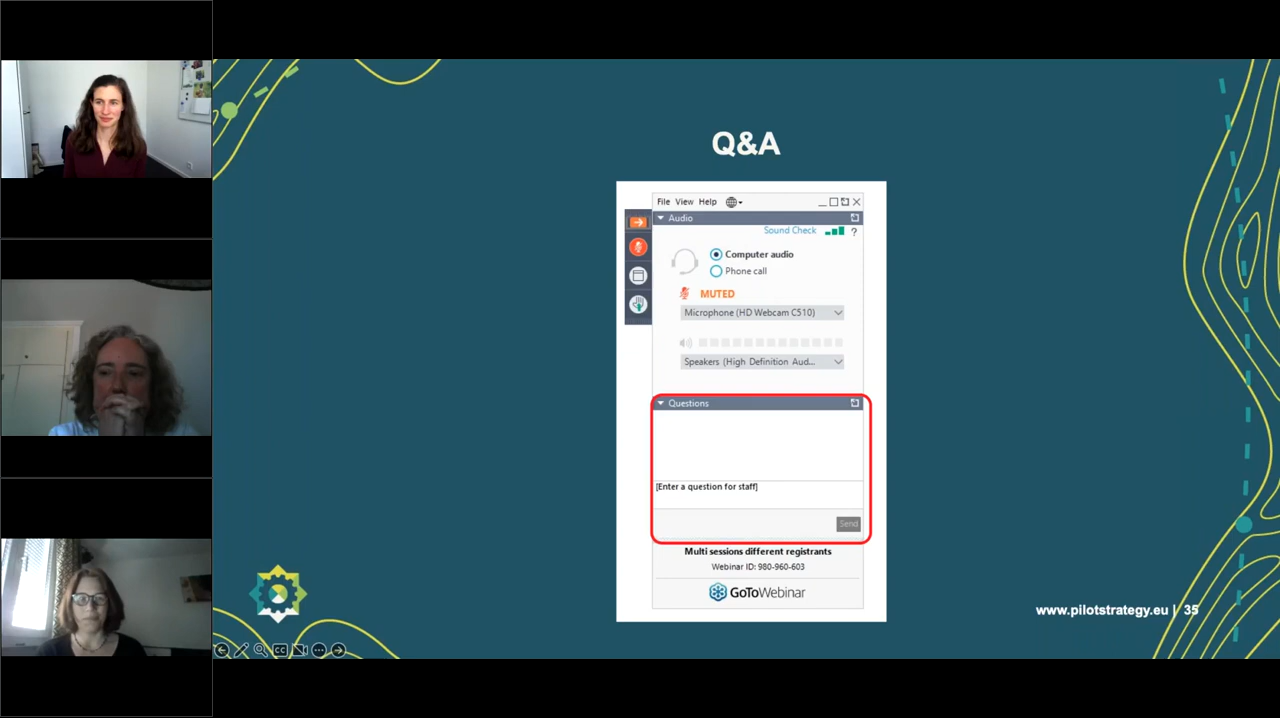 Q&A
File View Help
Audio
Sound Check
?
Computer audio
Phone call
MUTED
Microphone (HD Webcam C510)
Speakers (High Definition Aud...
Questions
[Enter a question for staff]
Send
Multi sessions different registrants
Webinar ID: 980-960-603
GoToWebinar
www.pilotstrategy.eu | 35
CC